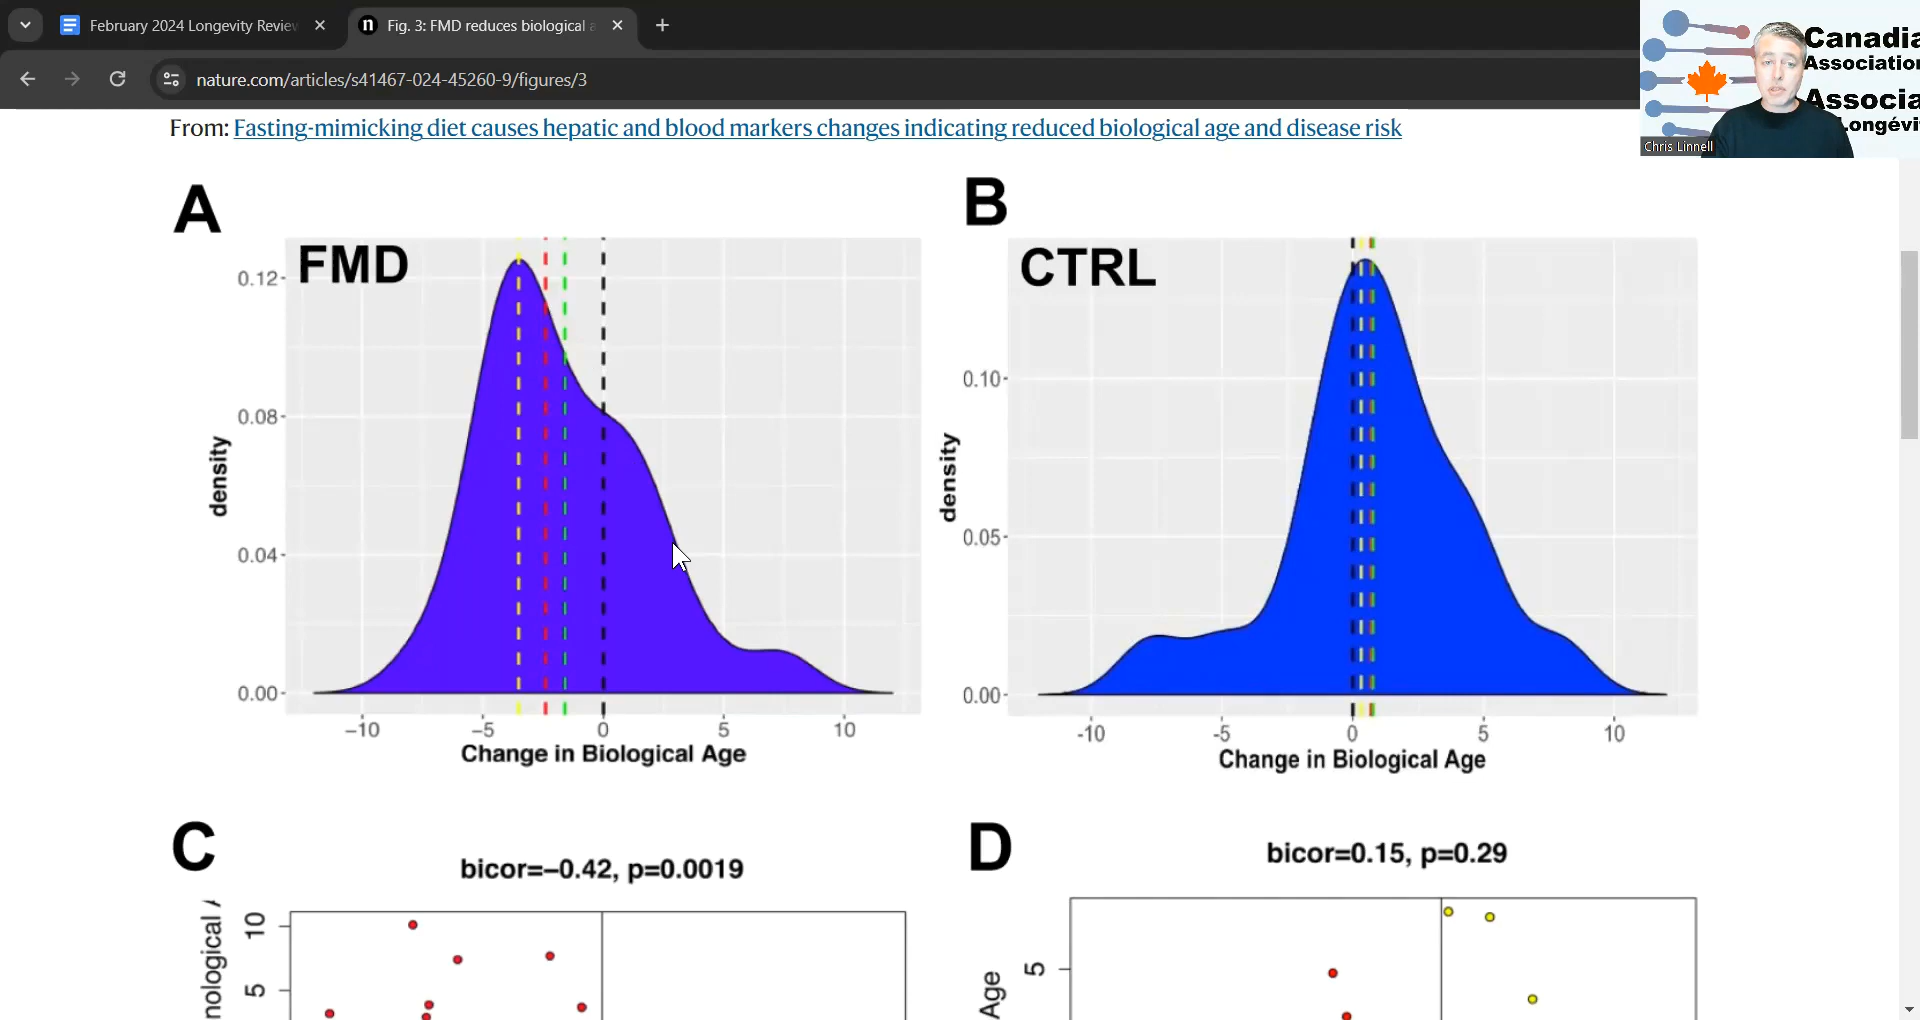 February 2024 Longevity Review
Fig. 3: FMD reduces biological a
nature.com/articles/s41467-024-45260-9/figures/3
Canadia
Association
Associa
Longévi
Chris Linnell
From: Fasting-mimicking diet causes hepatic and blood markers changes indicating reduced biological age and disease risk
A
FMD
0.12
0.08
0.04
0.00
density
-10 -5 0 5 10
Change in Biological Age
B
CTRL
0.10
0.05
0.00
density
-10 -5 0 5 10
Change in Biological Age
C
bicor=-0.42, p=0.0019
10
5
nological A
D
bicor=0.15, p=0.29
5
Age